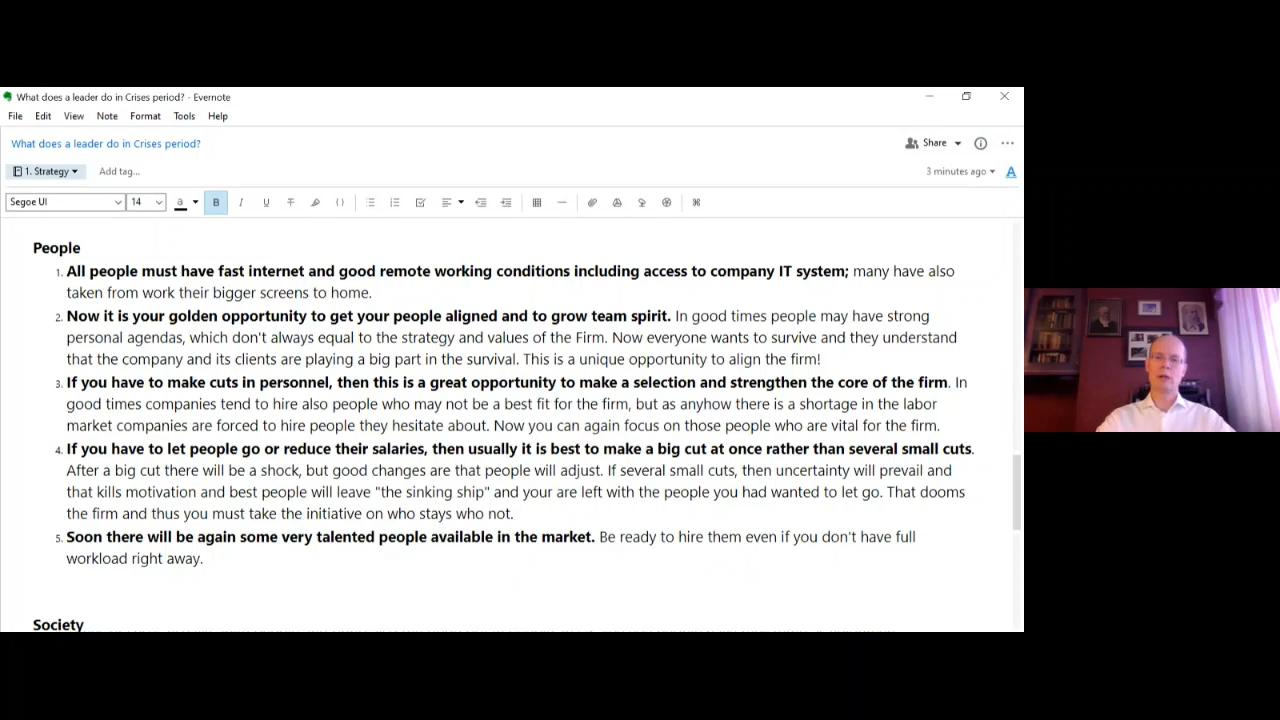 What does a leader do in Crises period? - Evernote
File Edit View Note Format Tools Help
What does a leader do in Crises period?
Share
1. Strategy
Add tag...
3 minutes ago
A
Segoe UI
14
a
B
I
U
T
People
1. All people must have fast internet and good remote working conditions including access to company IT system; many have also
taken from work their bigger screens to home.
2. Now it is your golden opportunity to get your people aligned and to grow team spirit. In good times people may have strong
personal agendas, which don't always equal to the strategy and values of the Firm. Now everyone wants to survive and they understand
that the company and its clients are playing a big part in the survival. This is a unique opportunity to align the firm!
3. If you have to make cuts in personnel, then this is a great opportunity to make a selection and strengthen the core of the firm. In
good times companies tend to hire also people who may not be a best fit for the firm, but as anyhow there is a shortage in the labor
market companies are forced to hire people they hesitate about. Now you can again focus on those people who are vital for the firm.
4. If you have to let people go or reduce their salaries, then usually it is best to make a big cut at once rather than several small cuts.
After a big cut there will be a shock, but good changes are that people will adjust. If several small cuts, then uncertainty will prevail and
that kills motivation and best people will leave "the sinking ship" and your are left with the people you had wanted to let go. That dooms
the firm and thus you must take the initiative on who stays who not.
5. Soon there will be again some very talented people available in the market. Be ready to hire them even if you don't have full
workload right away.
Society